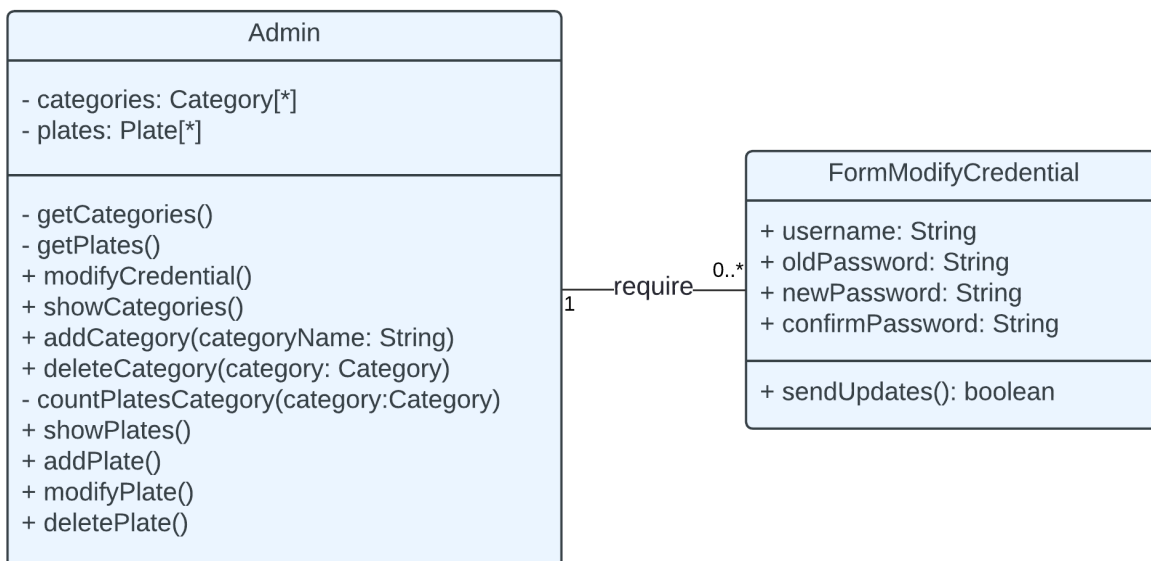 Admin
- categories: Category[*]
- plates: Plate[*]
- getCategories()
- getPlates()
+ modifyCredential()
+ showCategories()
+ addCategory(categoryName: String)
+ deleteCategory(category: Category)
- countPlatesCategory(category:Category)
+ showPlates()
+ addPlate()
+ modifyPlate()
+ deletePlate()
1
require
0..*
FormModifyCredential
+ username: String
+ oldPassword: String
+ newPassword: String
+ confirmPassword: String
+ sendUpdates(): boolean